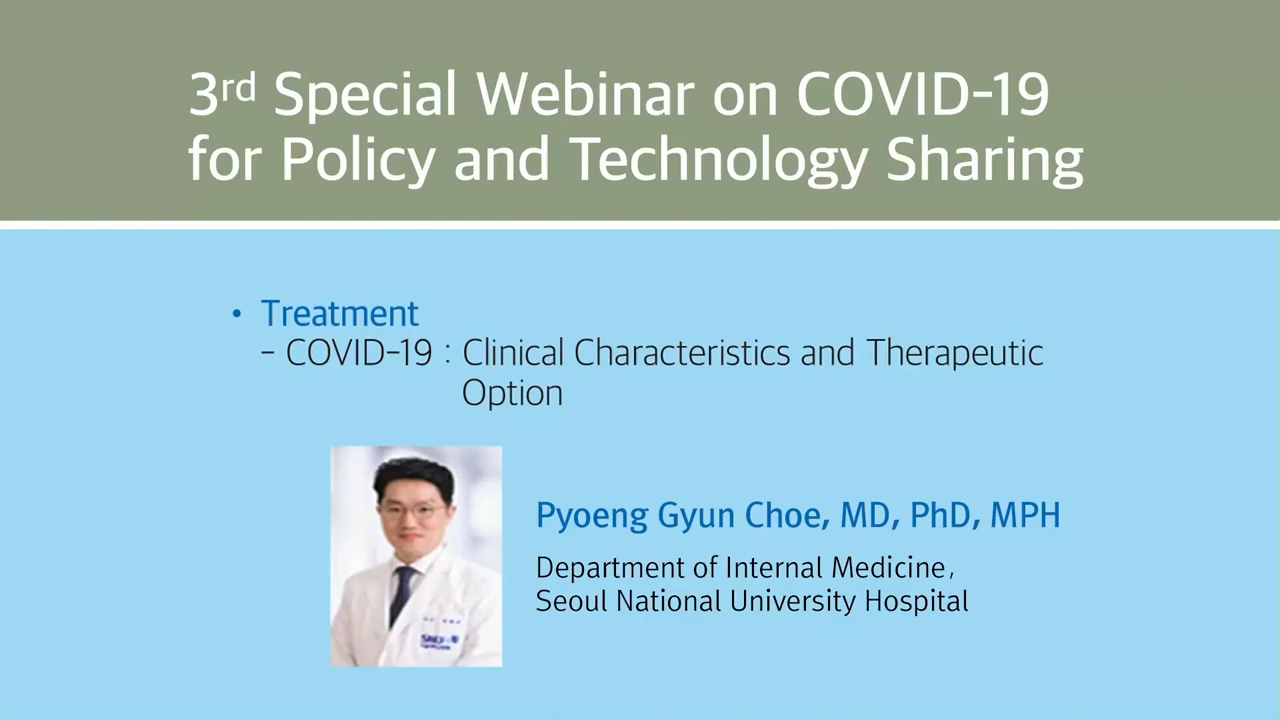 3rd Special Webinar on COVID-19
for Policy and Technology Sharing
• Treatment
- COVID-19 : Clinical Characteristics and Therapeutic
Option
Pyoeng Gyun Choe, MD, PhD, MPH
Department of Internal Medicine,
Seoul National University Hospital